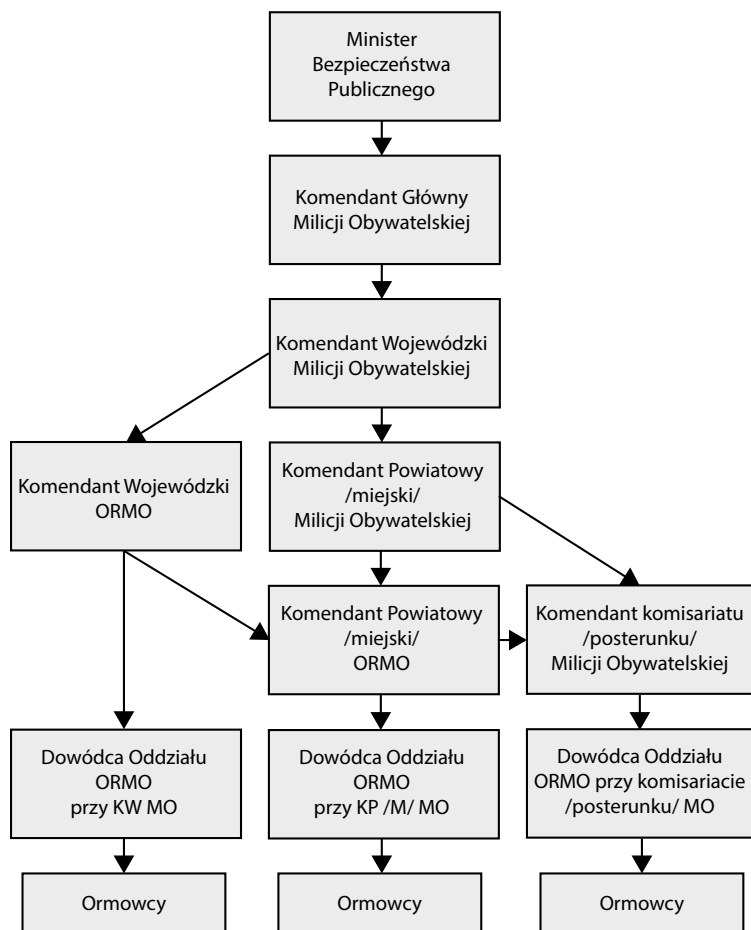 Minister
Bezpieczeństwa
Publicznego
Komendant Główny
Milicji Obywatelskiej
Komendant Wojewódzki
Milicji Obywatelskiej
Komendant Wojewódzki
ORMO
Komendant Powiatowy
/miejski/
Milicji Obywatelskiej
Komendant Powiatowy
/miejski/
ORMO
Komendant komisariatu
/posterunku/
Milicji Obywatelskiej
Dowódca Oddziału
ORMO
przy KW MO
Dowódca Oddziału
ORMO
przy KP /M/ MO
Dowódca Oddziału
ORMO przy komisariacie
/posterunku/ MO
Ormowcy
Ormowcy
Ormowcy